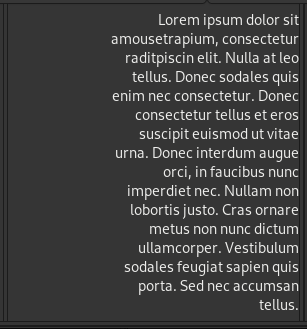 Lorem ipsum dolor sit
amousetrapium, consectetur
raditpiscin elit. Nulla at leo
tellus. Donec sodales quis
enim nec consectetur. Donec
consectetur tellus et eros
suscipit euismod ut vitae
urna. Donec interdum augue
orci, in faucibus nunc
imperdiet nec. Nullam non
lobortis justo. Cras ornare
metus non nunc dictum
ullamcorper. Vestibulum
sodales feugiat sapien quis
porta. Sed nec accumsan
tellus.